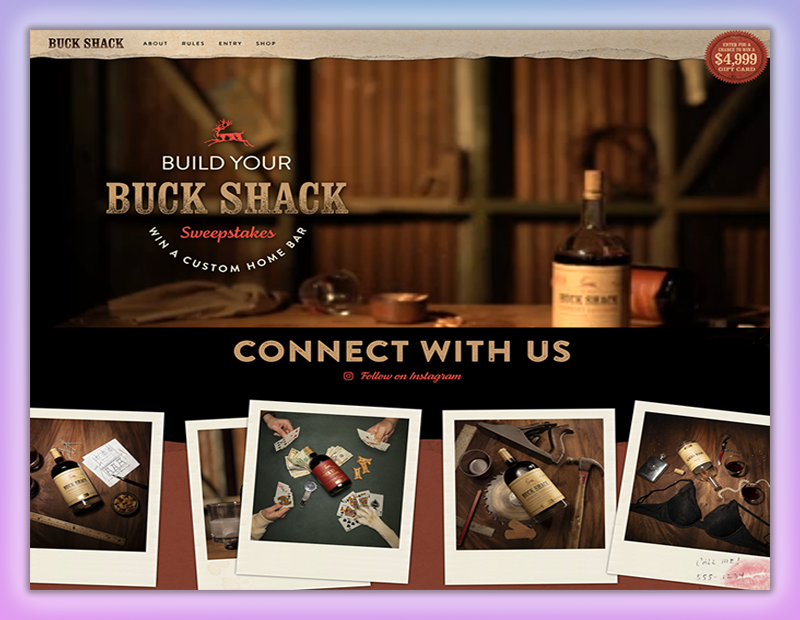 BUCK SHACK
ABOUT RULES ENTRY SHOP
ENTER FOR A
CHANCE TO WIN A
$4,999
GIFT CARD
BUILD YOUR
BUCK SHACK
Sweepstakes
WIN A CUSTOM HOME BAR
BUCK SHACK
CONNECT WITH US
Follow on Instagram
BUCK SHACK
BUCK SHACK
BUCK SHACK
CALL ME!